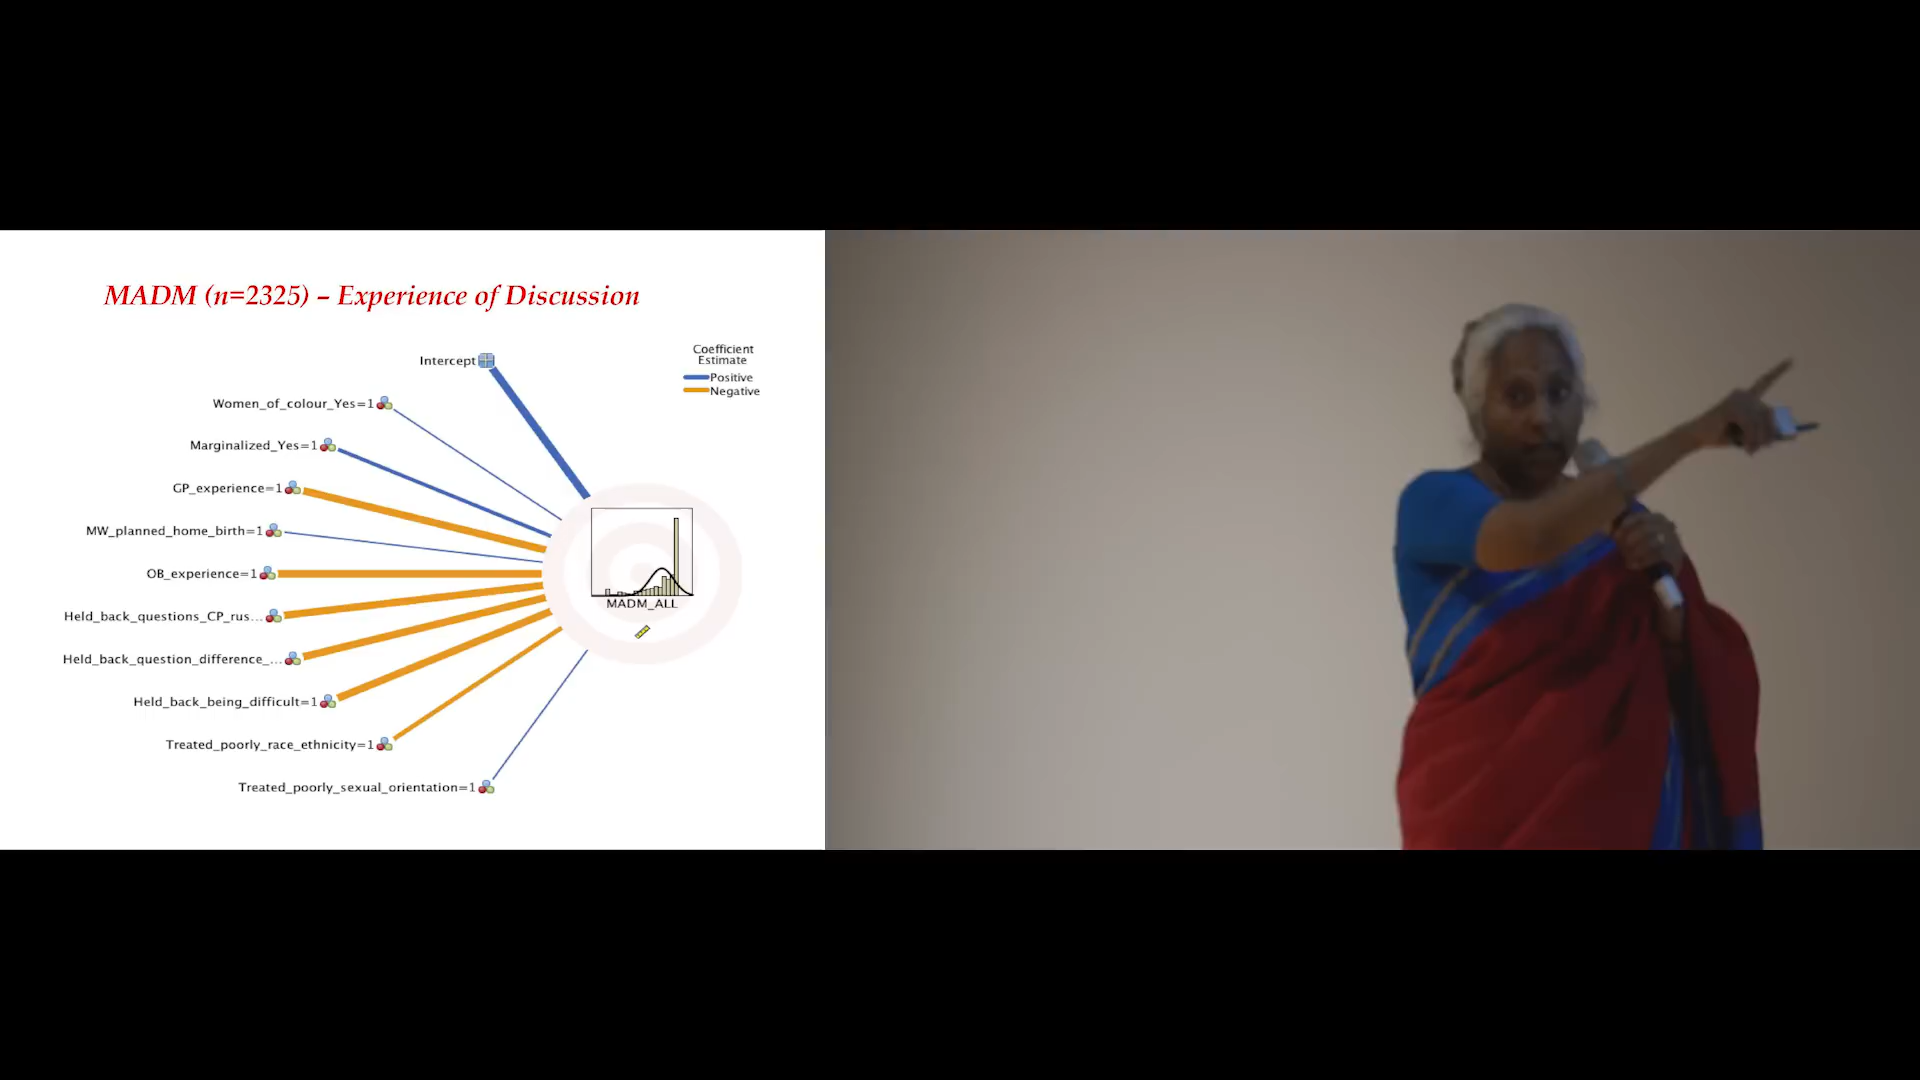 MADM (n=2325) – Experience of Discussion
Coefficient
Estimate
Positive
Negative
Intercept
Women_of_colour_Yes=1
Marginalized_Yes=1
GP_experience=1
MW_planned_home_birth=1
OB_experience=1
Held_back_questions_CP_rus...
Held_back_question_difference_...
Held_back_being_difficult=1
Treated_poorly_race_ethnicity=1
Treated_poorly_sexual_orientation=1
MADM_ALL